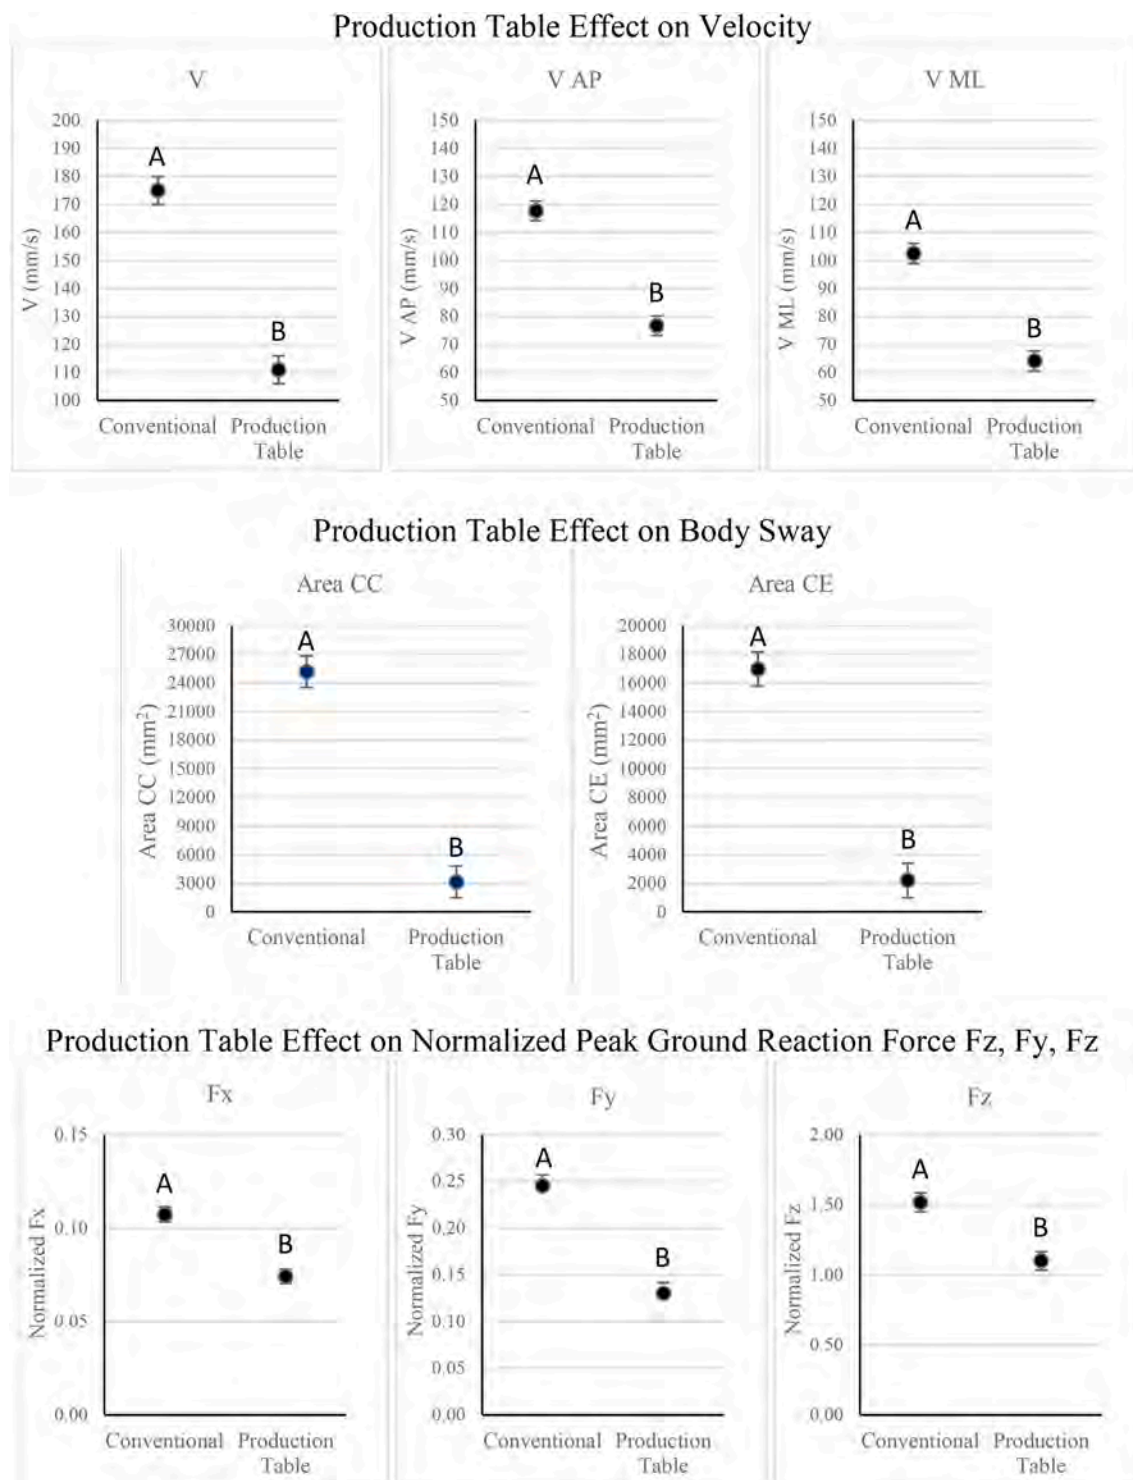 Production Table Effect on Velocity
V
V (mm/s)
200
190
180
170
160
150
140
130
120
110
100
A
B
Conventional Production
Table
V AP
V AP (mm/s)
150
140
130
120
110
100
90
80
70
60
50
A
B
Conventional Production
Table
V ML
V ML (mm/s)
150
140
130
120
110
100
90
80
70
60
50
A
B
Conventional Production
Table
Production Table Effect on Body Sway
Area CC
Area CC (mm²)
30000
27000
24000
21000
18000
15000
12000
9000
6000
3000
0
A
B
Conventional Production
Table
Area CE
Area CE (mm²)
20000
18000
16000
14000
12000
10000
8000
6000
4000
2000
0
A
B
Conventional Production
Table
Production Table Effect on Normalized Peak Ground Reaction Force Fz, Fy, Fz
Fx
Normalized Fx
0.15
0.10
0.05
0.00
A
B
Conventional Production
Table
Fy
Normalized Fy
0.30
0.25
0.20
0.15
0.10
0.05
0.00
A
B
Conventional Production
Table
Fz
Normalized Fz
2.00
1.50
1.00
0.50
0.00
A
B
Conventional Production
Table